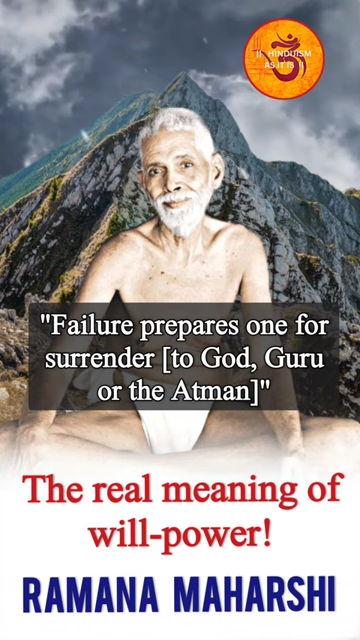 || HINDUISM
AS IT IS ||
"Failure prepares one for
surrender [to God, Guru
or the Atman]"
The real meaning of
will-power!
RAMANA MAHARSHI